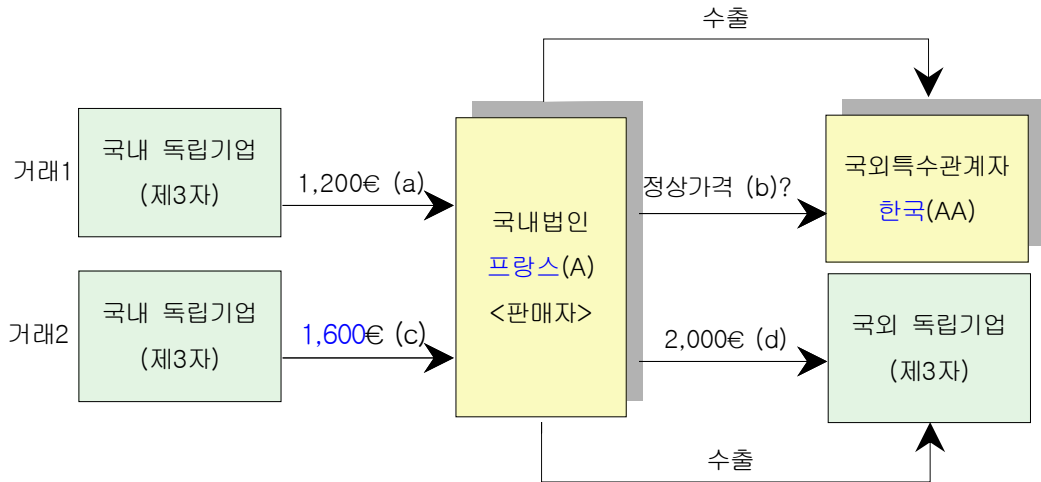 수출
거래1
국내 독립기업
(제3자)
1,200€ (a)
국내법인
프랑스(A)
<판매자>
정상가격 (b)?
국외특수관계자
한국(AA)
거래2
국내 독립기업
(제3자)
1,600€ (c)
2,000€ (d)
국외 독립기업
(제3자)
수출